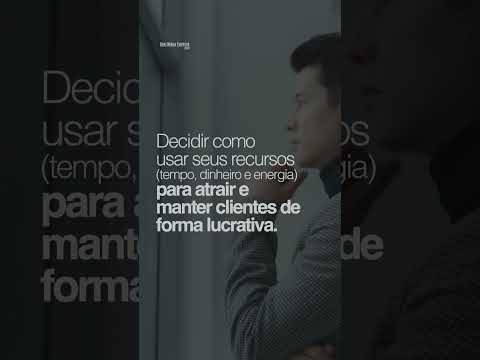 Decidir como
usar seus recursos
(tempo, dinheiro e energia)
para atrair e
manter clientes de
forma lucrativa.